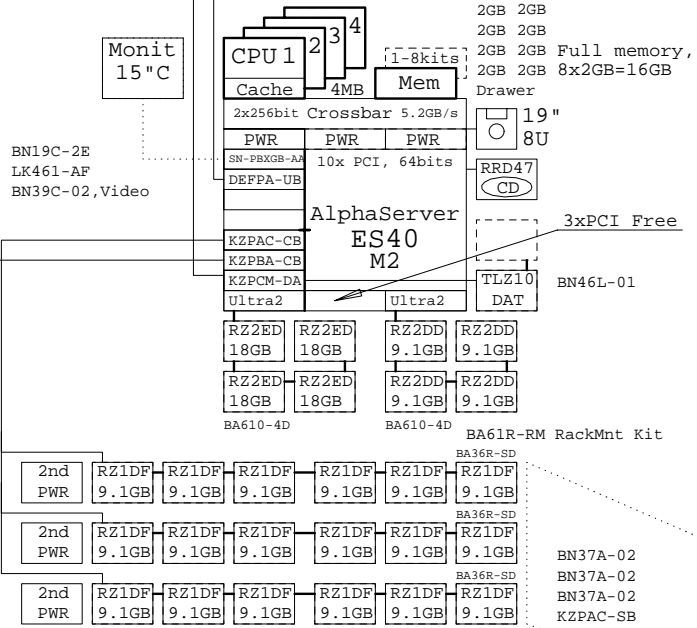 2GB 2GB
2GB 2GB
2GB 2GB Full memory,
2GB 2GB 8x2GB=16GB
Monit
15"C
CPU 1 2 3 4
1-8kits
Cache 4MB
Mem
Drawer
2x256bit Crossbar 5.2GB/s
19"
8U
PWR PWR PWR
BN19C-2E
LK461-AF
BN39C-02,Video
SN-PBXGB-AA
10x PCI, 64bits
DEFPA-UB
RRD47
CD
AlphaServer
ES40
M2
3xPCI Free
KZPAC-CB
KZPBA-CB
KZPCM-DA
TLZ10
DAT
BN46L-01
Ultra2 Ultra2
RZ2ED RZ2ED RZ2DD RZ2DD
18GB 18GB 9.1GB 9.1GB
RZ2ED RZ2ED RZ2DD RZ2DD
18GB 18GB 9.1GB 9.1GB
BA610-4D BA610-4D
BA61R-RM RackMnt Kit
BA36R-SD
2nd RZ1DF RZ1DF RZ1DF RZ1DF RZ1DF RZ1DF
PWR 9.1GB 9.1GB 9.1GB 9.1GB 9.1GB 9.1GB
BA36R-SD
2nd RZ1DF RZ1DF RZ1DF RZ1DF RZ1DF RZ1DF
PWR 9.1GB 9.1GB 9.1GB 9.1GB 9.1GB 9.1GB
BA36R-SD
2nd RZ1DF RZ1DF RZ1DF RZ1DF RZ1DF RZ1DF
PWR 9.1GB 9.1GB 9.1GB 9.1GB 9.1GB 9.1GB
BN37A-02
BN37A-02
BN37A-02
KZPAC-SB